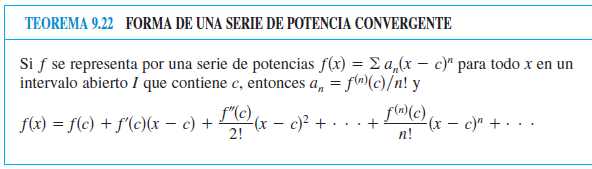 TEOREMA 9.22 FORMA DE UNA SERIE DE POTENCIA CONVERGENTE
Si f se representa por una serie de potencias f(x) = Σ aₙ(x − c)ⁿ para todo x en un
intervalo abierto I que contiene c, entonces aₙ = f⁽ⁿ⁾(c)/n! y
f(x) = f(c) + f′(c)(x − c) + f″(c)/2! (x − c)² + · · · + f⁽ⁿ⁾(c)/n! (x − c)ⁿ + · · ·